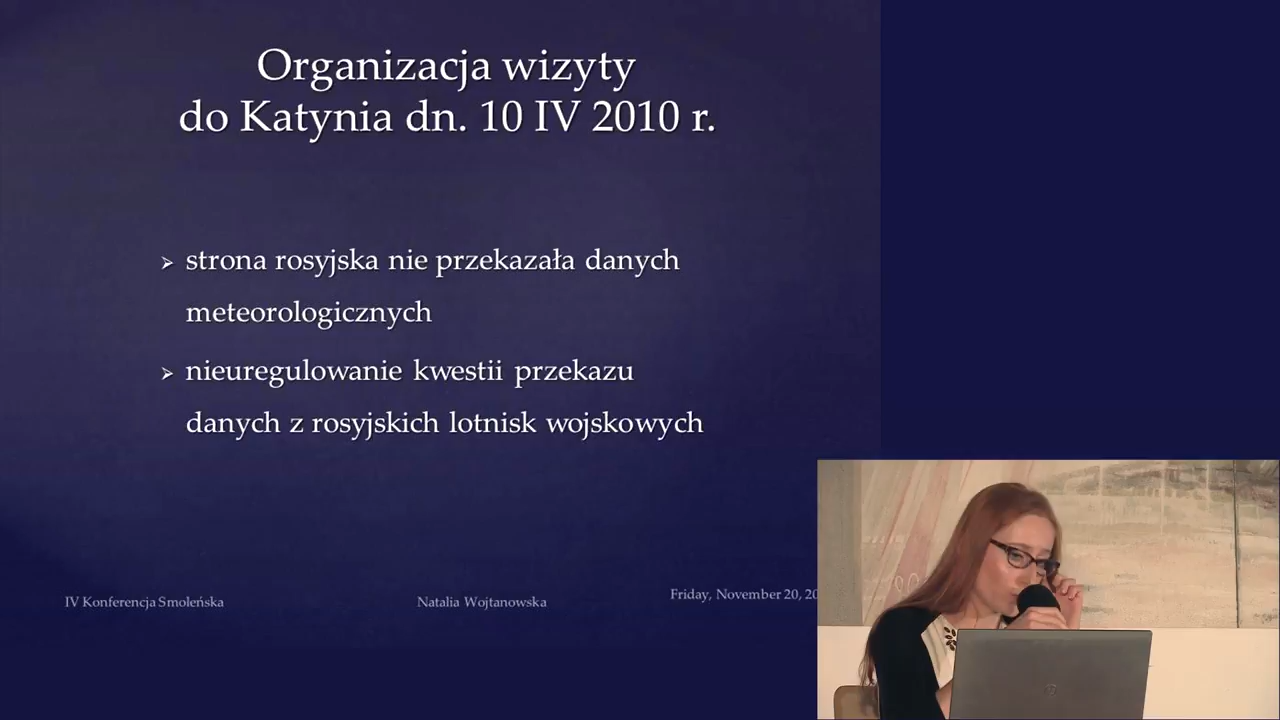 Organizacja wizyty
do Katynia dn. 10 IV 2010 r.
➢ strona rosyjska nie przekazała danych
meteorologicznych
➢ nieuregulowanie kwestii przekazu
danych z rosyjskich lotnisk wojskowych
IV Konferencja Smoleńska
Natalia Wojtanowska
Friday, November 20, 20